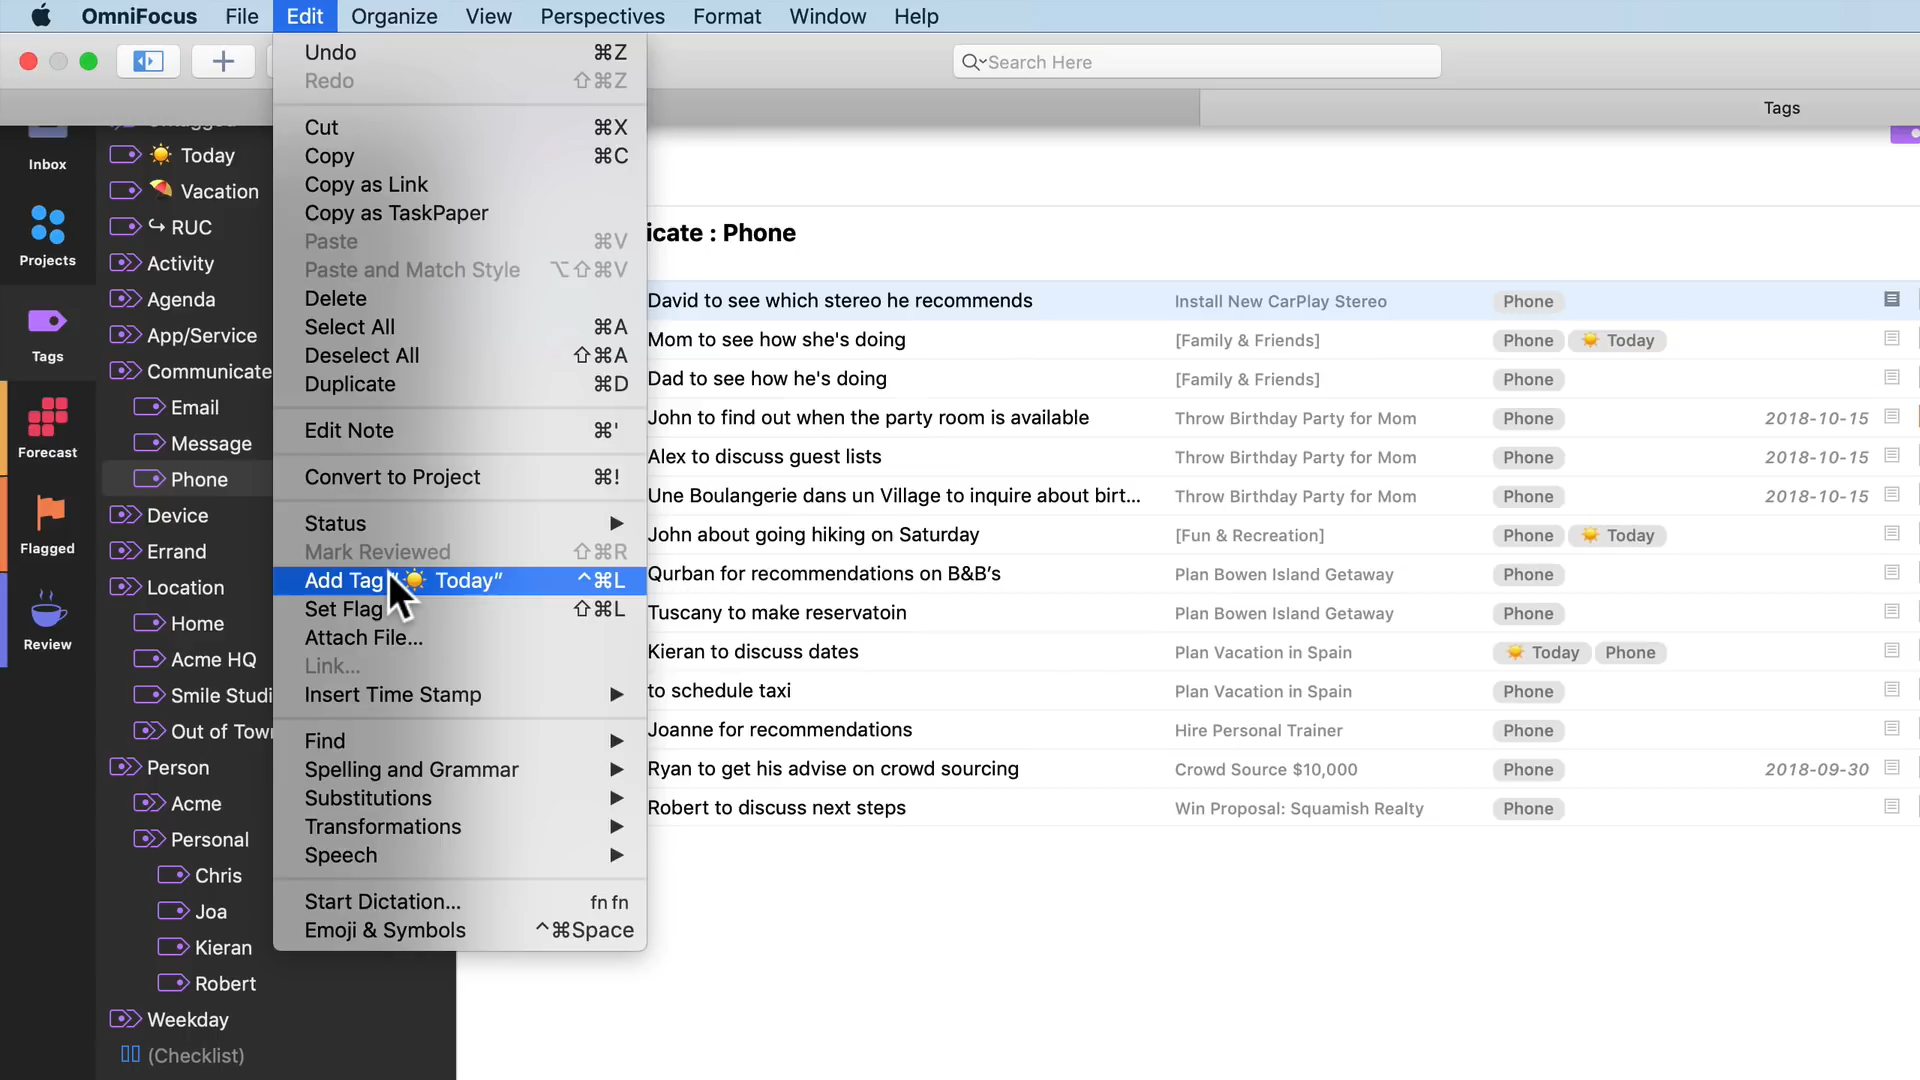 OmniFocus File Edit Organize View Perspectives Format Window Help
Search Here
Tags
Inbox
Projects
Tags
Forecast
Flagged
Review
Today
Vacation
↪ RUC
Activity
Agenda
App/Service
Communicate
Email
Message
Phone
Device
Errand
Location
Home
Acme HQ
Smile Studi
Out of Town
Person
Acme
Personal
Chris
Joa
Kieran
Robert
Weekday
(Checklist)
Undo ⌘Z
Redo ⇧⌘Z
Cut ⌘X
Copy ⌘C
Copy as Link
Copy as TaskPaper
Paste ⌘V
Paste and Match Style ⌥⇧⌘V
Delete
Select All ⌘A
Deselect All ⇧⌘A
Duplicate ⌘D
Edit Note ⌘'
Convert to Project ⌘!
Status ▶
Mark Reviewed ⇧⌘R
Add Tag "☀️ Today" ^⌘L
Set Flag ⇧⌘L
Attach File...
Link...
Insert Time Stamp ▶
Find ▶
Spelling and Grammar ▶
Substitutions ▶
Transformations ▶
Speech ▶
Start Dictation... fn fn
Emoji & Symbols ^⌘Space
icate : Phone
David to see which stereo he recommends Install New CarPlay Stereo Phone
Mom to see how she's doing [Family & Friends] Phone ☀️ Today
Dad to see how he's doing [Family & Friends] Phone
John to find out when the party room is available Throw Birthday Party for Mom Phone 2018-10-15
Alex to discuss guest lists Throw Birthday Party for Mom Phone 2018-10-15
Une Boulangerie dans un Village to inquire about birt... Throw Birthday Party for Mom Phone 2018-10-15
John about going hiking on Saturday [Fun & Recreation] Phone ☀️ Today
Qurban for recommendations on B&B's Plan Bowen Island Getaway Phone
Tuscany to make reservatoin Plan Bowen Island Getaway Phone
Kieran to discuss dates Plan Vacation in Spain ☀️ Today Phone
to schedule taxi Plan Vacation in Spain Phone
Joanne for recommendations Hire Personal Trainer Phone
Ryan to get his advise on crowd sourcing Crowd Source $10,000 Phone 2018-09-30
Robert to discuss next steps Win Proposal: Squamish Realty Phone